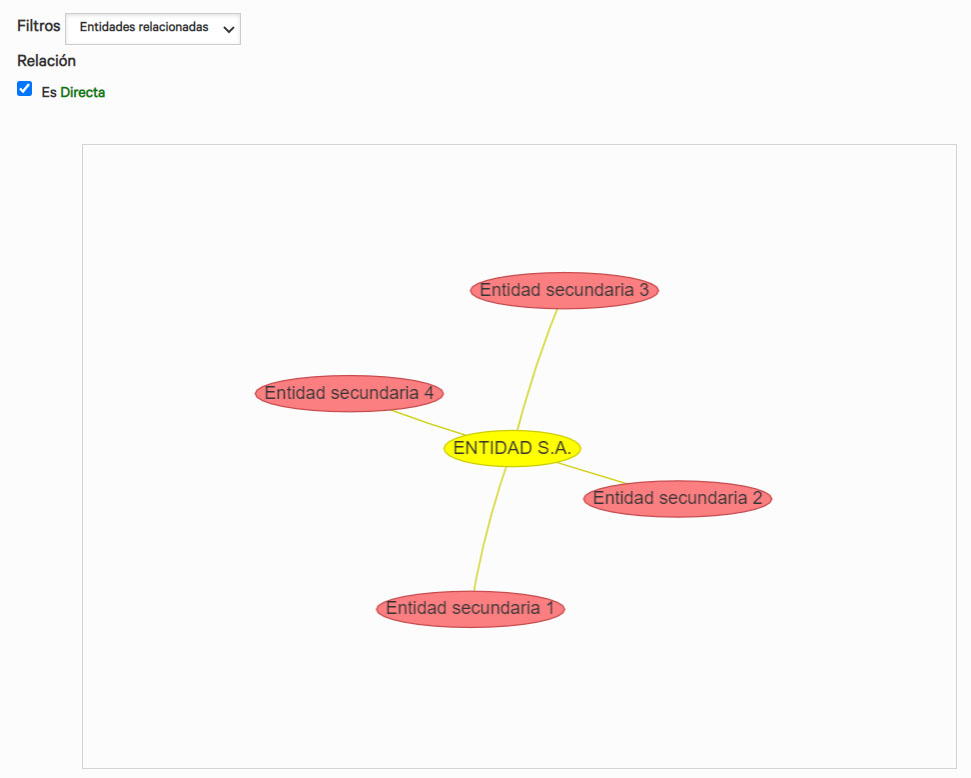 Filtros Entidades relacionadas
Relación
Es Directa
Entidad secundaria 3
Entidad secundaria 4
ENTIDAD S.A.
Entidad secundaria 2
Entidad secundaria 1